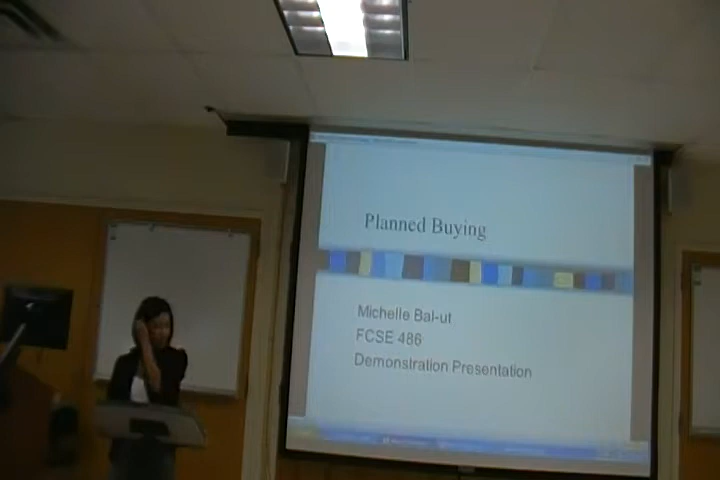 Planned Buying
Michelle Bal-ut
FCSE 486
Demonstration Presentation